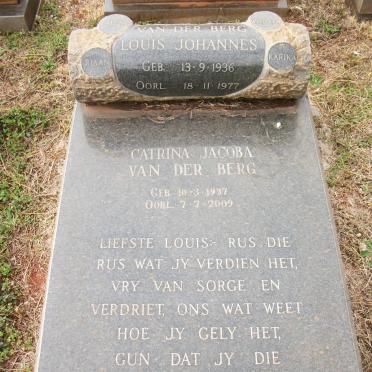 VAN DER BERG
LOUIS JOHANNES
GEB. 13-9-1936
OORL. 18-11-1977
RIAAN
KARIKA
CATRINA JACOBA
VAN DER BERG
GEB. 10-3-1937
OORL. 7-7-2009
LIEFSTE LOUIS:- RUS DIE
RUS WAT JY VERDIEN HET,
VRY VAN SORGE EN
VERDRIET, ONS WAT WEET
HOE JY GELY HET,
GUN DAT JY DIE